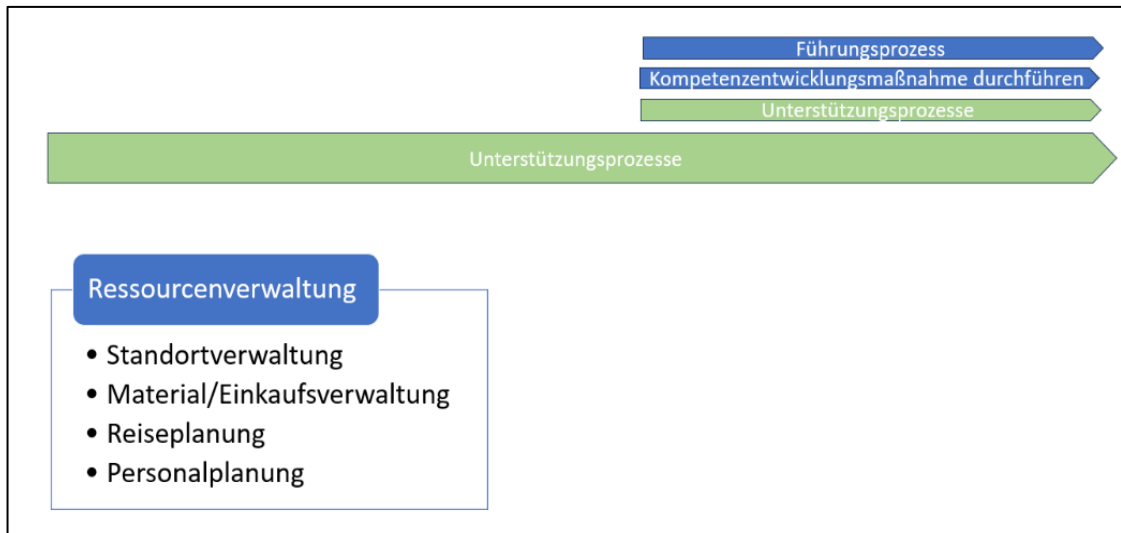 Führungsprozess
Kompetenzentwicklungsmaßnahme durchführen
Unterstützungsprozesse
Unterstützungsprozesse
Ressourcenverwaltung
• Standortverwaltung
• Material/Einkaufsverwaltung
• Reiseplanung
• Personalplanung